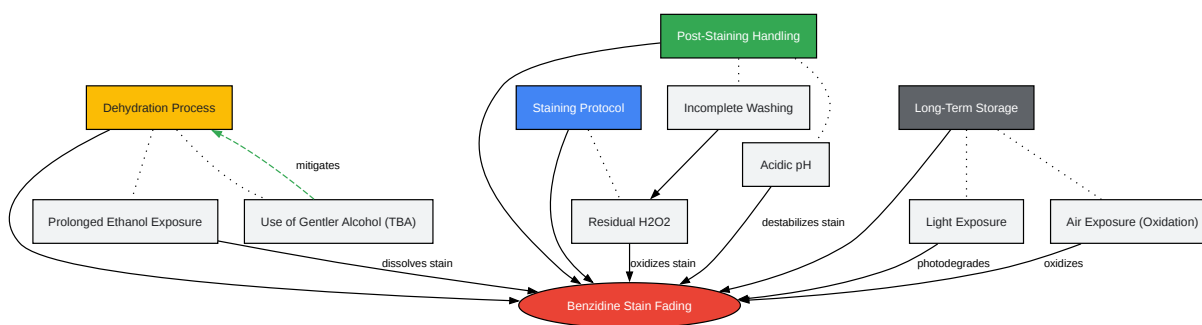 Post-Staining Handling
Dehydration Process
Staining Protocol
Incomplete Washing
Long-Term Storage
mitigates
Acidic pH
Prolonged Ethanol Exposure
Use of Gentler Alcohol (TBA)
Residual H2O2
destabilizes stain
Light Exposure
Air Exposure (Oxidation)
dissolves stain
oxidizes stain
photodegrades
oxidizes
Benzidine Stain Fading